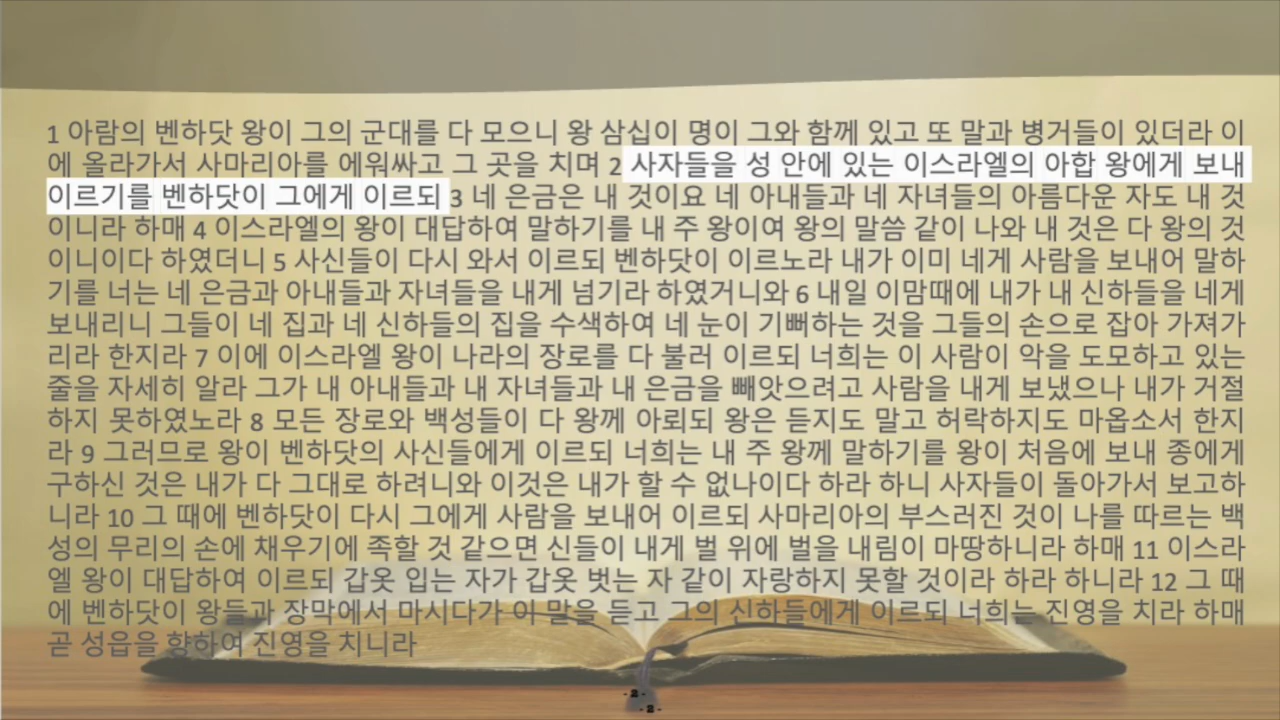 1 아람의 벤하닷 왕이 그의 군대를 다 모으니 왕 삼십이 명이 그와 함께 있고 또 말과 병거들이 있더라 이
에 올라가서 사마리아를 에워싸고 그 곳을 치며 2 사자들을 성 안에 있는 이스라엘의 아합 왕에게 보내
이르기를 벤하닷이 그에게 이르되 3 네 은금은 내 것이요 네 아내들과 네 자녀들의 아름다운 자도 내 것
이니라 하매 4 이스라엘의 왕이 대답하여 말하기를 내 주 왕이여 왕의 말씀 같이 나와 내 것은 다 왕의 것
이니이다 하였더니 5 사신들이 다시 와서 이르되 벤하닷이 이르노라 내가 이미 네게 사람을 보내어 말하
기를 너는 네 은금과 아내들과 자녀들을 내게 넘기라 하였거니와 6 내일 이맘때에 내가 내 신하들을 네게
보내리니 그들이 네 집과 네 신하들의 집을 수색하여 네 눈이 기뻐하는 것을 그들의 손으로 잡아 가져가
리라 한지라 7 이에 이스라엘 왕이 나라의 장로를 다 불러 이르되 너희는 이 사람이 악을 도모하고 있는
줄을 자세히 알라 그가 내 아내들과 내 자녀들과 내 은금을 빼앗으려고 사람을 내게 보냈으나 내가 거절
하지 못하였노라 8 모든 장로와 백성들이 다 왕께 아뢰되 왕은 듣지도 말고 허락하지도 마옵소서 한지
라 9 그러므로 왕이 벤하닷의 사신들에게 이르되 너희는 내 주 왕께 말하기를 왕이 처음에 보내 종에게
구하신 것은 내가 다 그대로 하려니와 이것은 내가 할 수 없나이다 하라 하니 사자들이 돌아가서 보고하
니라 10 그 때에 벤하닷이 다시 그에게 사람을 보내어 이르되 사마리아의 부스러진 것이 나를 따르는 백
성의 무리의 손에 채우기에 족할 것 같으면 신들이 내게 벌 위에 벌을 내림이 마땅하니라 하매 11 이스라
엘 왕이 대답하여 이르되 갑옷 입는 자가 갑옷 벗는 자 같이 자랑하지 못할 것이라 하라 하니라 12 그 때
에 벤하닷이 왕들과 장막에서 마시다가 이 말을 듣고 그의 신하들에게 이르되 너희는 진영을 치라 하매
곧 성읍을 향하여 진영을 치니라
- 2 -
- 2 -